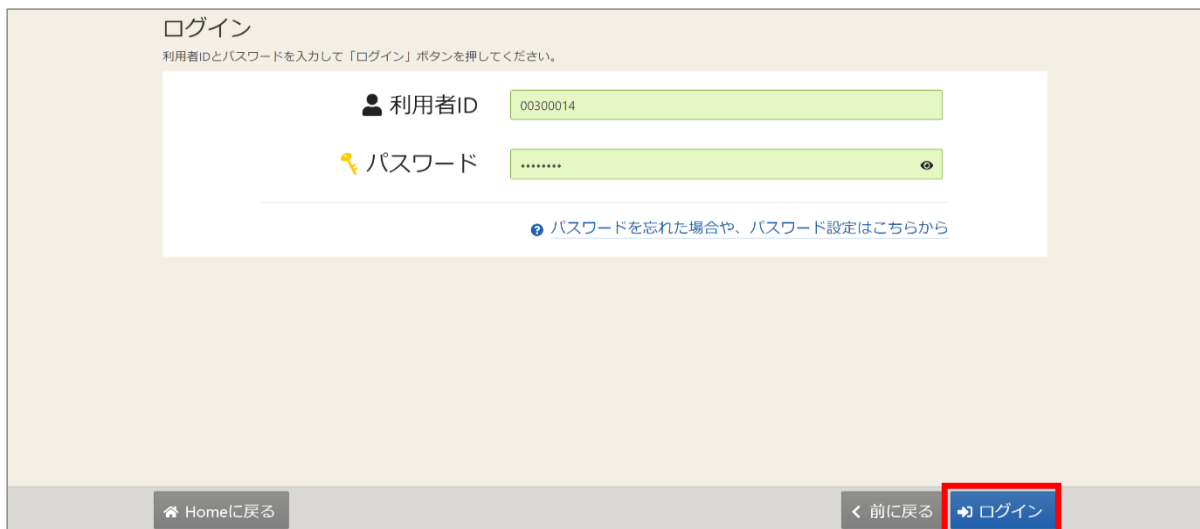 ログイン
利用者IDとパスワードを入力して「ログイン」ボタンを押してください。
利用者ID
00300014
パスワード
••••••••
パスワードを忘れた場合や、パスワード設定はこちらから
Homeに戻る
前に戻る
ログイン